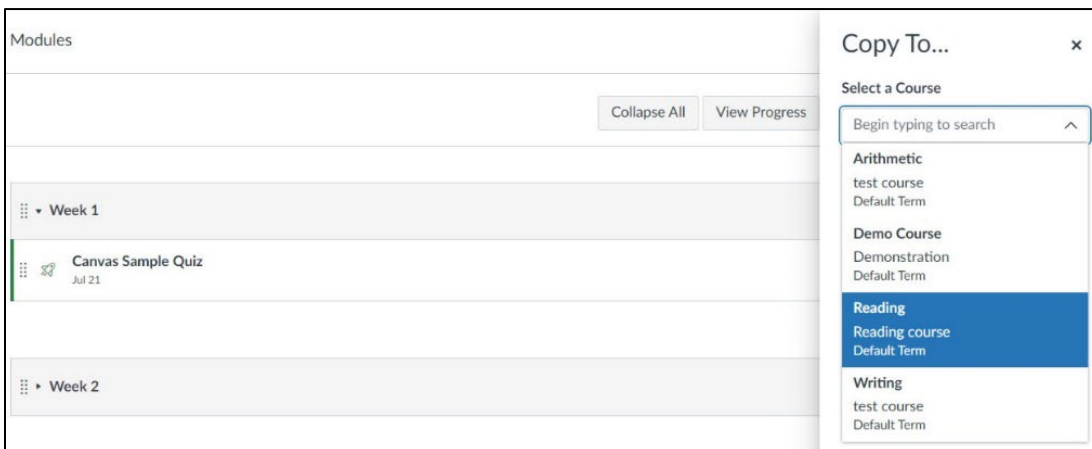 Modules
Collapse All
View Progress
Week 1
Canvas Sample Quiz
Jul 21
Week 2
Copy To...
Select a Course
Begin typing to search
Arithmetic
test course
Default Term
Demo Course
Demonstration
Default Term
Reading
Reading course
Default Term
Writing
test course
Default Term